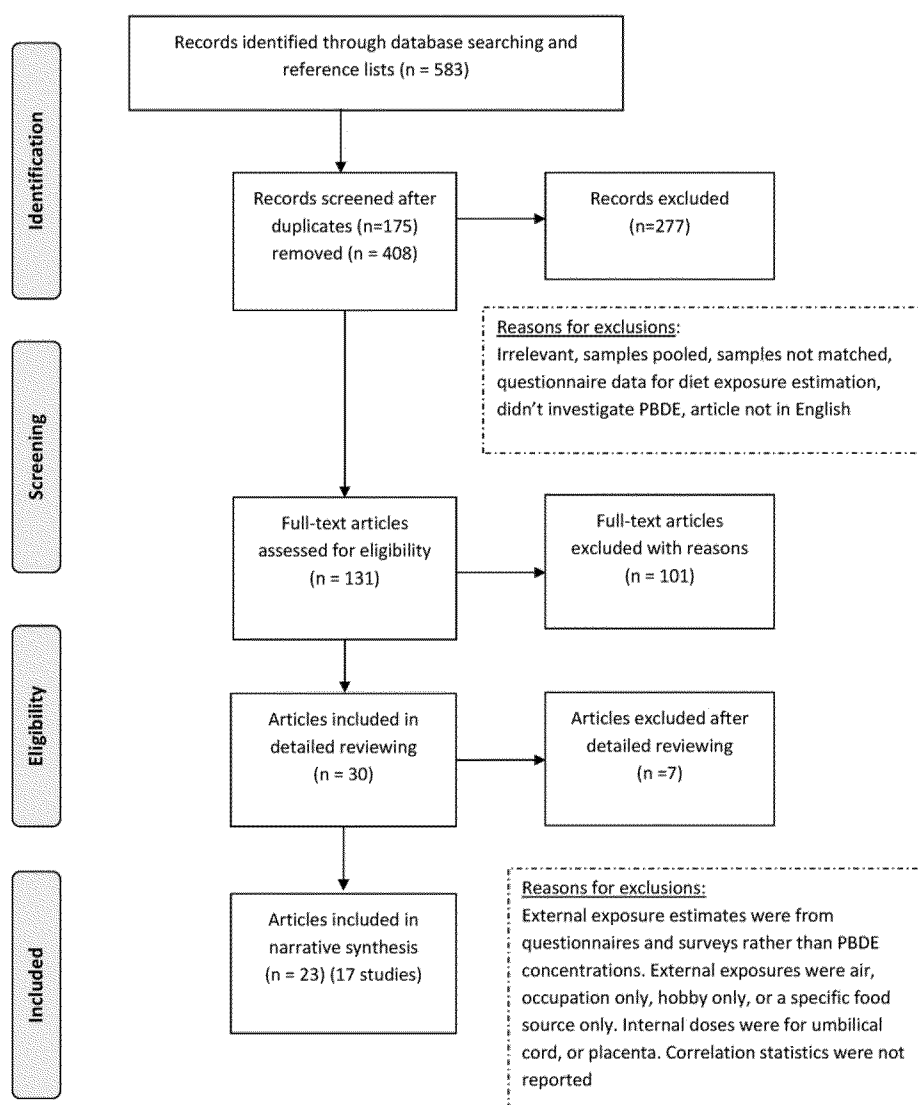 Identification
Records identified through database searching and
reference lists (n = 583)
Records screened after
duplicates (n=175)
removed (n = 408)
Records excluded
(n=277)
Reasons for exclusions:
Irrelevant, samples pooled, samples not matched,
questionnaire data for diet exposure estimation,
didn't investigate PBDE, article not in English
Screening
Full-text articles
assessed for eligibility
(n = 131)
Full-text articles
excluded with reasons
(n = 101)
Eligibility
Articles included in
detailed reviewing
(n = 30)
Articles excluded after
detailed reviewing
(n =7)
Included
Articles included in
narrative synthesis
(n = 23) (17 studies)
Reasons for exclusions:
External exposure estimates were from
questionnaires and surveys rather than PBDE
concentrations. External exposures were air,
occupation only, hobby only, or a specific food
source only. Internal doses were for umbilical
cord, or placenta. Correlation statistics were not
reported